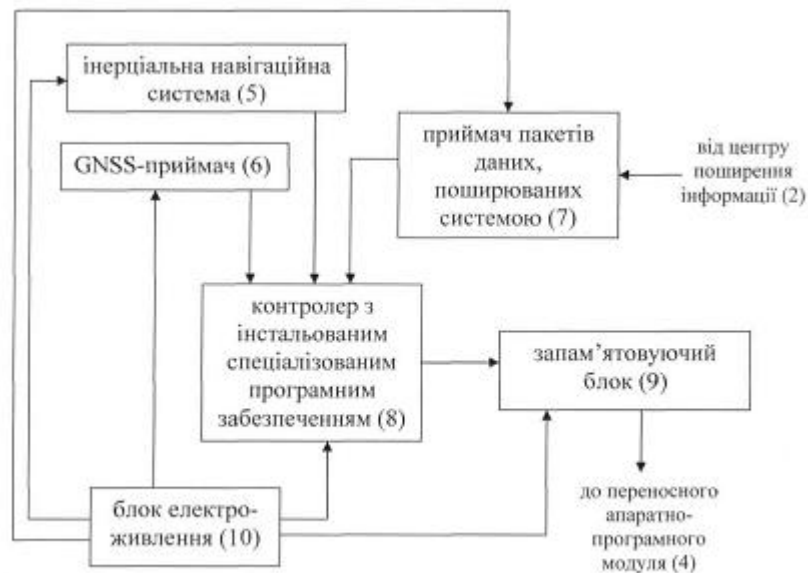 інерціальна навігаційна
система (5)
GNSS-приймач (6)
приймач пакетів
даних,
поширюваних
системою (7)
від центру
поширення
інформації (2)
контролер з
інстальованим
спеціалізованим
програмним
забезпеченням (8)
запам’ятовуючий
блок (9)
блок електро-
живлення (10)
до переносного
апаратно-
програмного
модуля (4)